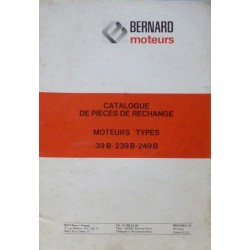 BERNARD
moteurs
CATALOGUE
DE PIECES DE RECHANGE
MOTEURS TYPES
39 B - 239 B - 249 B